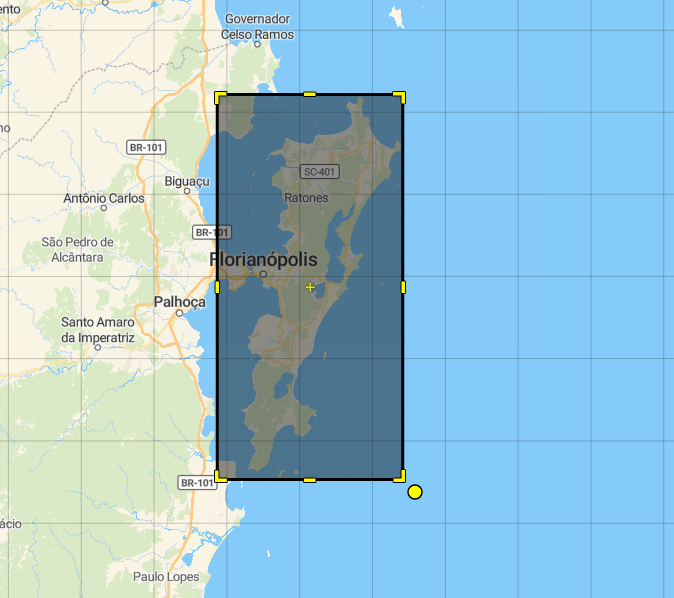 ento
Governador
Celso Ramos
ho
BR-101
Biguaçu
SC-401
Antônio Carlos
Ratones
BR-101
São Pedro de
Alcântara
Florianópolis
Palhoça
Santo Amaro
da Imperatriz
BR-101
ácio
Paulo Lopes